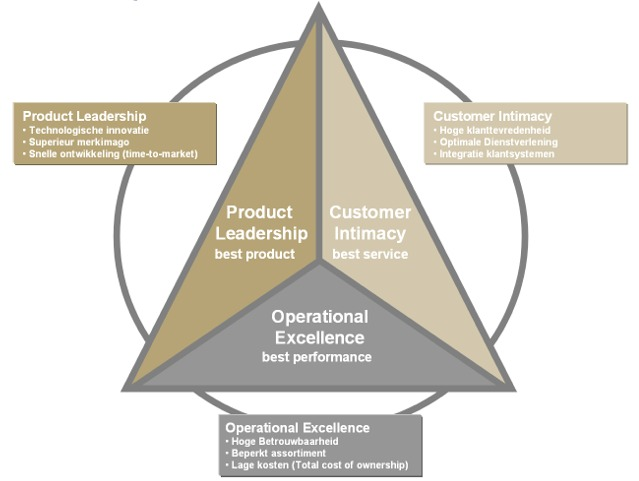 Product Leadership
• Technologische innovatie
• Superieur merkimago
• Snelle ontwikkeling (time-to-market)
Customer Intimacy
• Hoge klanttevredenheid
• Optimale Dienstverlening
• Integratie klantsystemen
Product
Leadership
best product
Customer
Intimacy
best service
Operational
Excellence
best performance
Operational Excellence
• Hoge Betrouwbaarheid
• Beperkt assortiment
• Lage kosten (Total cost of ownership)